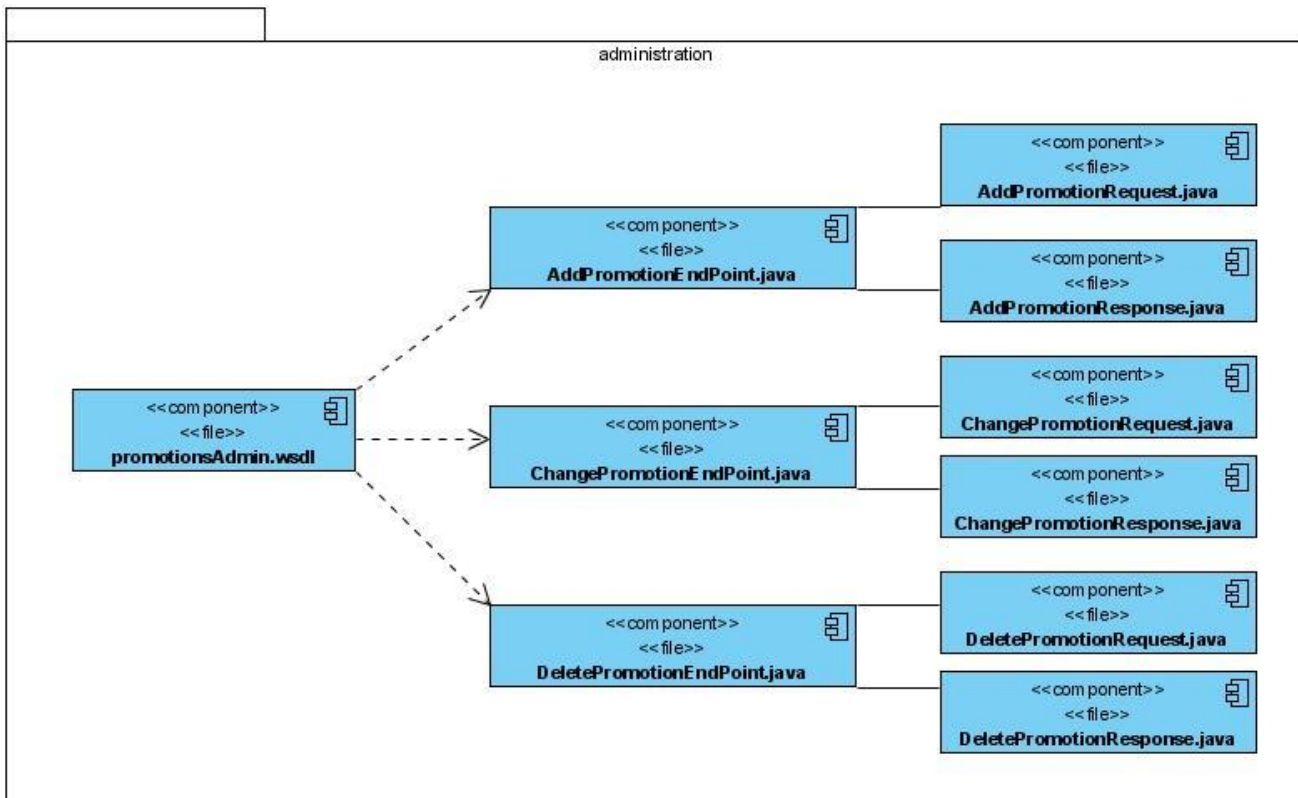 administration
<<component>>
<<file>>
AddPromotionRequest.java
<<component>>
<<file>>
AddPromotionEndPoint.java
<<component>>
<<file>>
AddPromotionResponse.java
<<component>>
<<file>>
ChangePromotionRequest.java
<<component>>
<<file>>
promotionsAdmin.wsdl
<<component>>
<<file>>
ChangePromotionEndPoint.java
<<component>>
<<file>>
ChangePromotionResponse.java
<<component>>
<<file>>
DeletePromotionRequest.java
<<component>>
<<file>>
DeletePromotionEndPoint.java
<<component>>
<<file>>
DeletePromotionResponse.java